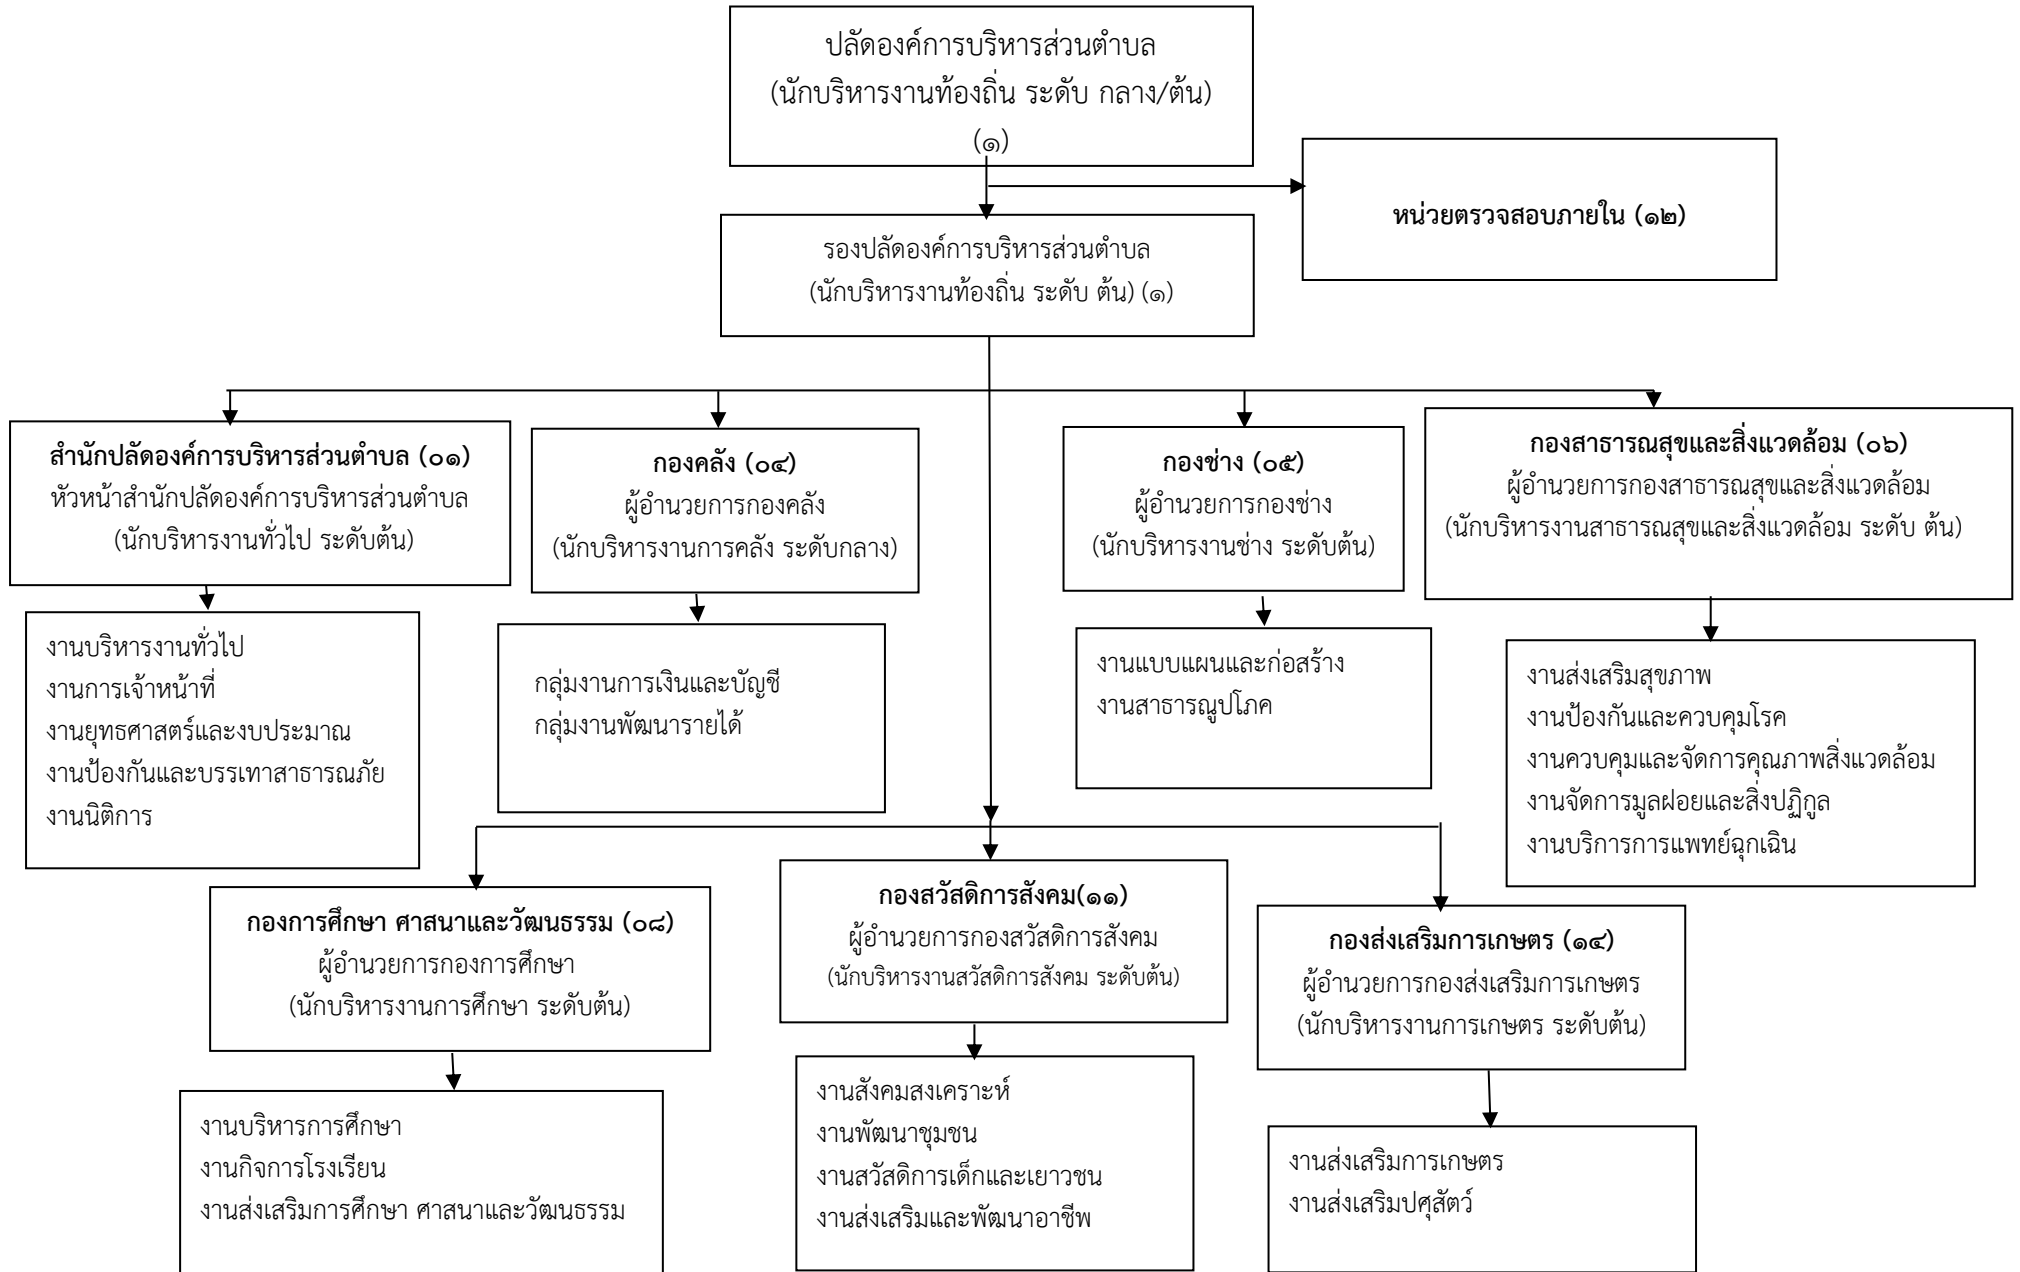 ปลัดองค์การบริหารส่วนตำบล
(นักบริหารงานท้องถิ่น ระดับ กลาง/ต้น)
(๑)
หน่วยตรวจสอบภายใน (๑๒)
รองปลัดองค์การบริหารส่วนตำบล
(นักบริหารงานท้องถิ่น ระดับ ต้น) (๑)
สำนักปลัดองค์การบริหารส่วนตำบล (๐๑)
หัวหน้าสำนักปลัดองค์การบริหารส่วนตำบล
(นักบริหารงานทั่วไป ระดับต้น)
กองคลัง (๐๔)
ผู้อำนวยการกองคลัง
(นักบริหารงานการคลัง ระดับกลาง)
กองช่าง (๐๕)
ผู้อำนวยการกองช่าง
(นักบริหารงานช่าง ระดับต้น)
กองสาธารณสุขและสิ่งแวดล้อม (๐๖)
ผู้อำนวยการกองสาธารณสุขและสิ่งแวดล้อม
(นักบริหารงานสาธารณสุขและสิ่งแวดล้อม ระดับ ต้น)
งานบริหารงานทั่วไป
งานการเจ้าหน้าที่
งานยุทธศาสตร์และงบประมาณ
งานป้องกันและบรรเทาสาธารณภัย
งานนิติการ
กลุ่มงานการเงินและบัญชี
กลุ่มงานพัฒนารายได้
งานแบบแผนและก่อสร้าง
งานสาธารณูปโภค
งานส่งเสริมสุขภาพ
งานป้องกันและควบคุมโรค
งานควบคุมและจัดการคุณภาพสิ่งแวดล้อม
งานจัดการมูลฝอยและสิ่งปฏิกูล
งานบริการการแพทย์ฉุกเฉิน
กองการศึกษา ศาสนาและวัฒนธรรม (๐๘)
ผู้อำนวยการกองการศึกษา
(นักบริหารงานการศึกษา ระดับต้น)
กองสวัสดิการสังคม(๑๑)
ผู้อำนวยการกองสวัสดิการสังคม
(นักบริหารงานสวัสดิการสังคม ระดับต้น)
กองส่งเสริมการเกษตร (๑๔)
ผู้อำนวยการกองส่งเสริมการเกษตร
(นักบริหารงานการเกษตร ระดับต้น)
งานบริหารการศึกษา
งานกิจการโรงเรียน
งานส่งเสริมการศึกษา ศาสนาและวัฒนธรรม
งานสังคมสงเคราะห์
งานพัฒนาชุมชน
งานสวัสดิการเด็กและเยาวชน
งานส่งเสริมและพัฒนาอาชีพ
งานส่งเสริมการเกษตร
งานส่งเสริมปศุสัตว์